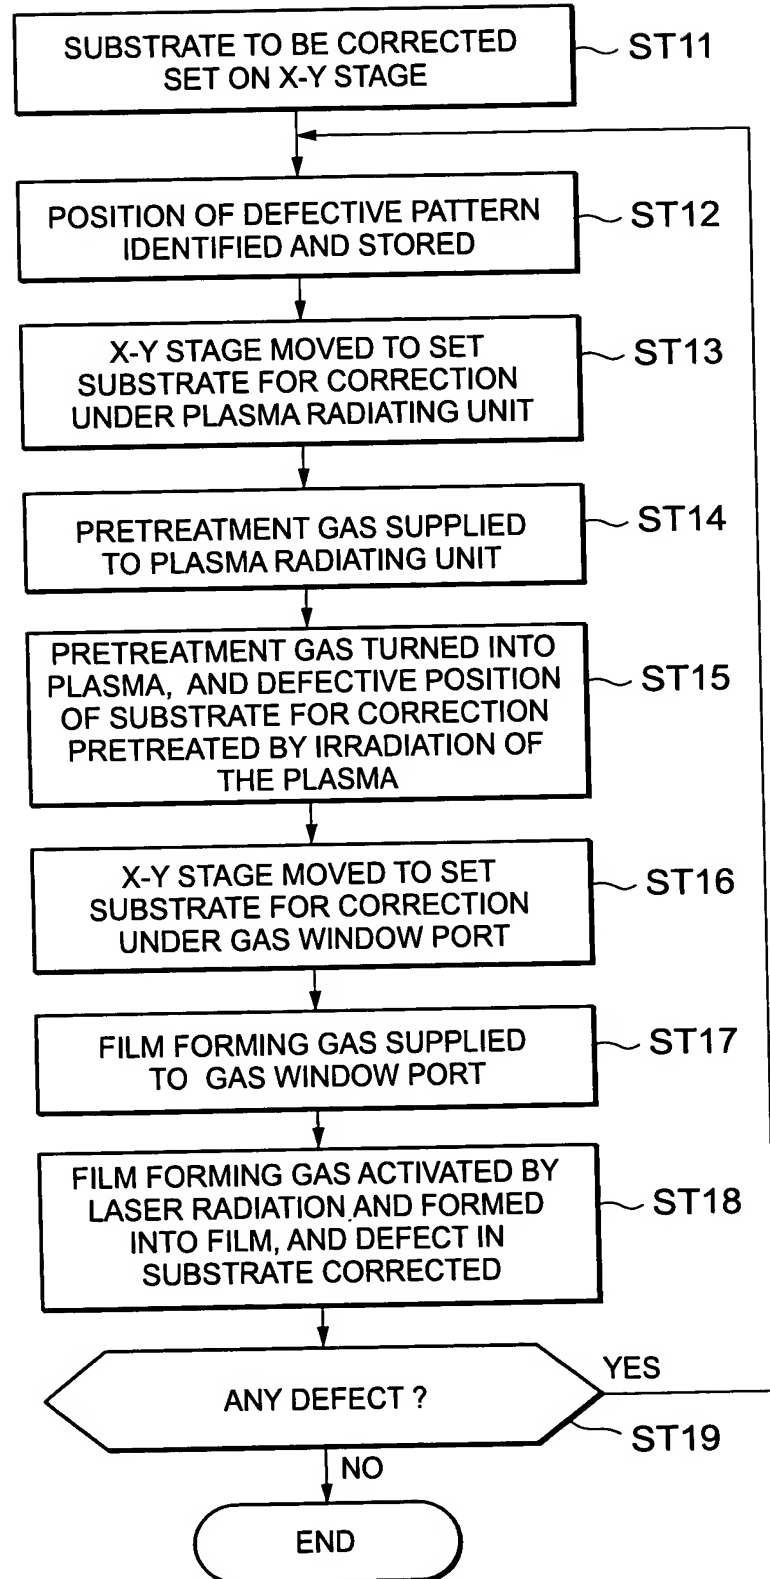 SUBSTRATE TO BE CORRECTED
SET ON X-Y STAGE
ST11
POSITION OF DEFECTIVE PATTERN
IDENTIFIED AND STORED
ST12
X-Y STAGE MOVED TO SET
SUBSTRATE FOR CORRECTION
UNDER PLASMA RADIATING UNIT
ST13
PRETREATMENT GAS SUPPLIED
TO PLASMA RADIATING UNIT
ST14
PRETREATMENT GAS TURNED INTO
PLASMA, AND DEFECTIVE POSITION
OF SUBSTRATE FOR CORRECTION
PRETREATED BY IRRADIATION OF
THE PLASMA
ST15
X-Y STAGE MOVED TO SET
SUBSTRATE FOR CORRECTION
UNDER GAS WINDOW PORT
ST16
FILM FORMING GAS SUPPLIED
TO GAS WINDOW PORT
ST17
FILM FORMING GAS ACTIVATED BY
LASER RADIATION AND FORMED
INTO FILM, AND DEFECT IN
SUBSTRATE CORRECTED
ST18
ANY DEFECT ?
YES
ST19
NO
END